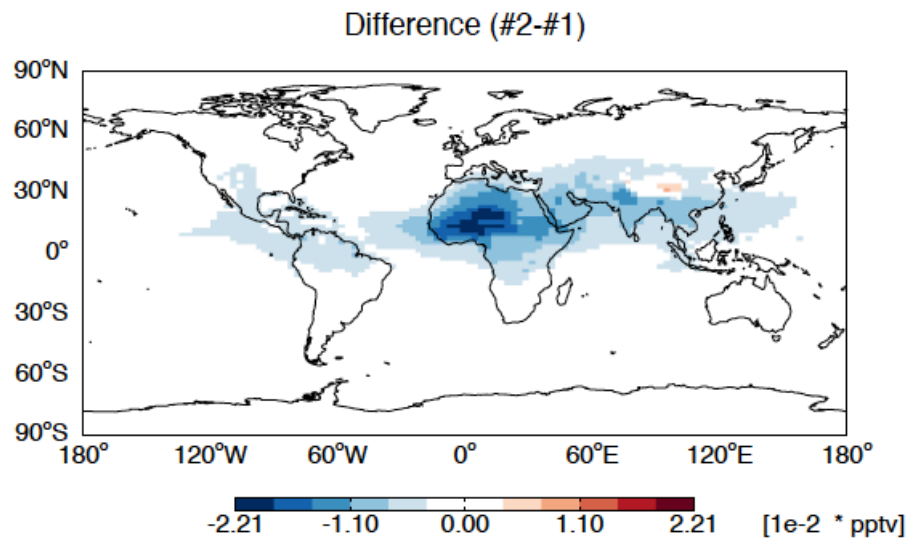 Difference (#2-#1)
90°N
60°N
30°N
0°
30°S
60°S
90°S
180° 120°W 60°W 0° 60°E 120°E 180°
-2.21 -1.10 0.00 1.10 2.21 [1e-2 * pptv]